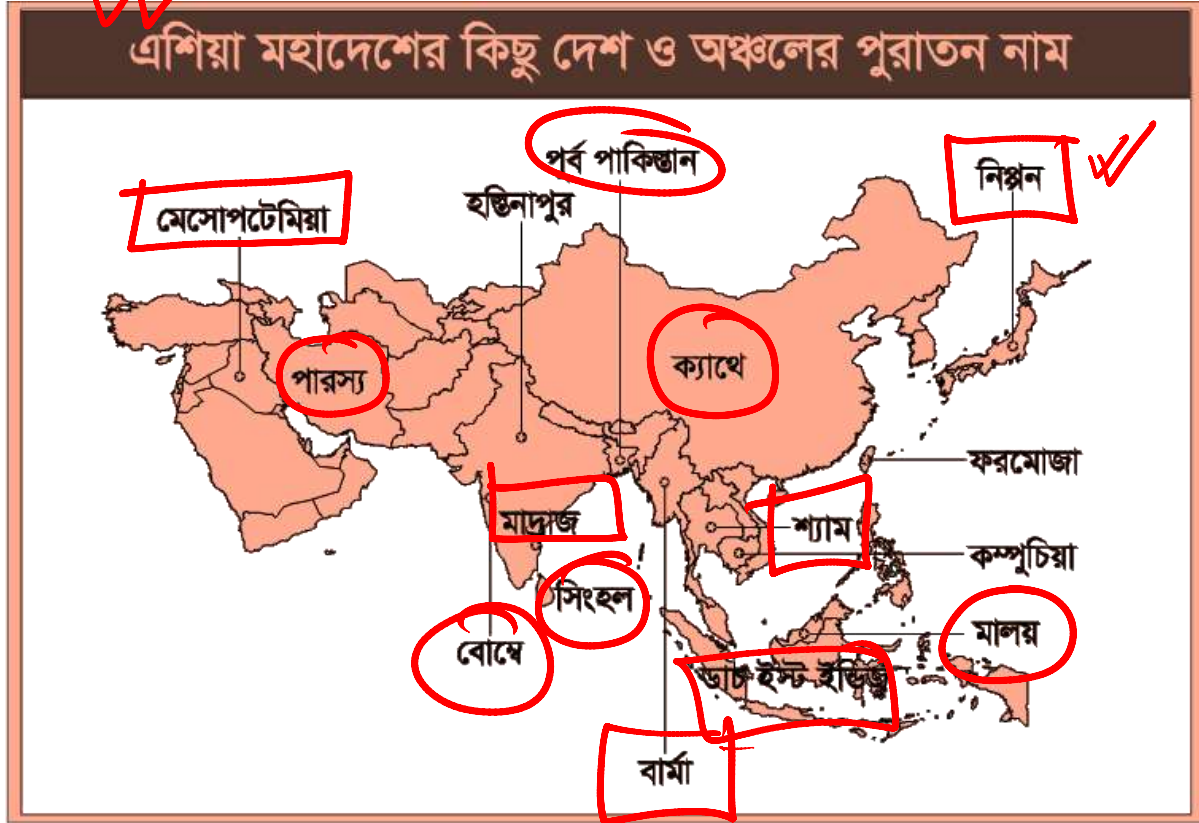 এশিয়া মহাদেশের কিছু দেশ ও অঞ্চলের পুরাতন নাম
পূর্ব পাকিস্তান
নিপ্পন
হস্তিনাপুর
মেসোপটেমিয়া
ক্যাথে
পারস্য
ফরমোজা
মাদ্রাজ
শ্যাম
কম্পুচিয়া
সিংহল
মালয়
বোম্বে
ডাচ ইস্ট ইন্ডিজ
বার্মা